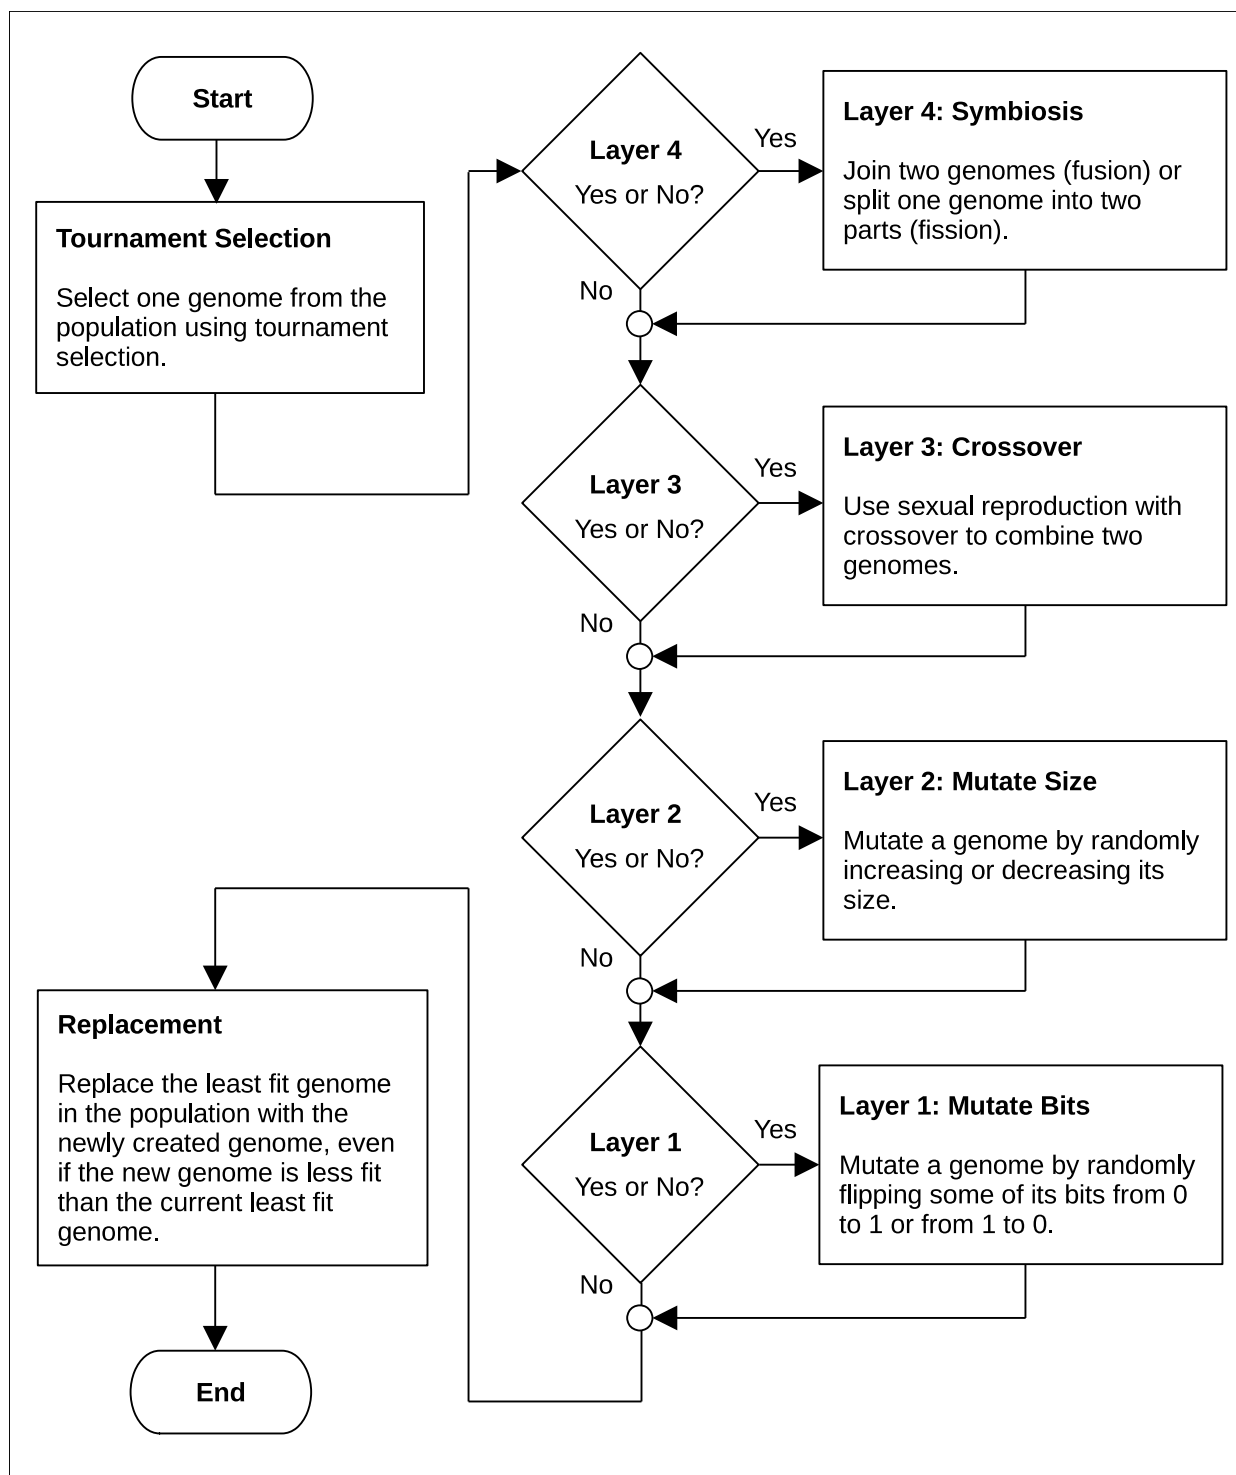 Start
Tournament Selection
Select one genome from the
population using tournament
selection.
Layer 4
Yes or No?
Yes
No
Layer 4: Symbiosis
Join two genomes (fusion) or
split one genome into two
parts (fission).
Layer 3
Yes or No?
Yes
No
Layer 3: Crossover
Use sexual reproduction with
crossover to combine two
genomes.
Layer 2
Yes or No?
Yes
No
Layer 2: Mutate Size
Mutate a genome by randomly
increasing or decreasing its
size.
Layer 1
Yes or No?
Yes
No
Layer 1: Mutate Bits
Mutate a genome by randomly
flipping some of its bits from 0
to 1 or from 1 to 0.
Replacement
Replace the least fit genome
in the population with the
newly created genome, even
if the new genome is less fit
than the current least fit
genome.
End